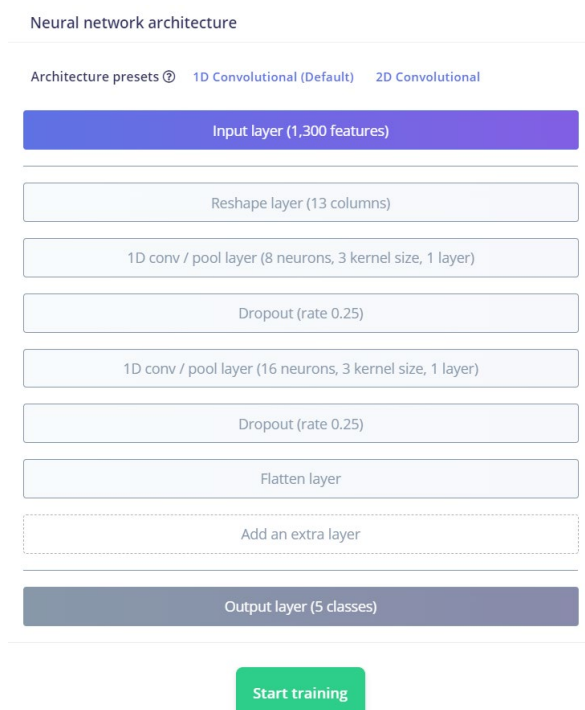 Neural network architecture
Architecture presets ? 1D Convolutional (Default) 2D Convolutional
Input layer (1,300 features)
Reshape layer (13 columns)
1D conv / pool layer (8 neurons, 3 kernel size, 1 layer)
Dropout (rate 0.25)
1D conv / pool layer (16 neurons, 3 kernel size, 1 layer)
Dropout (rate 0.25)
Flatten layer
Add an extra layer
Output layer (5 classes)
Start training